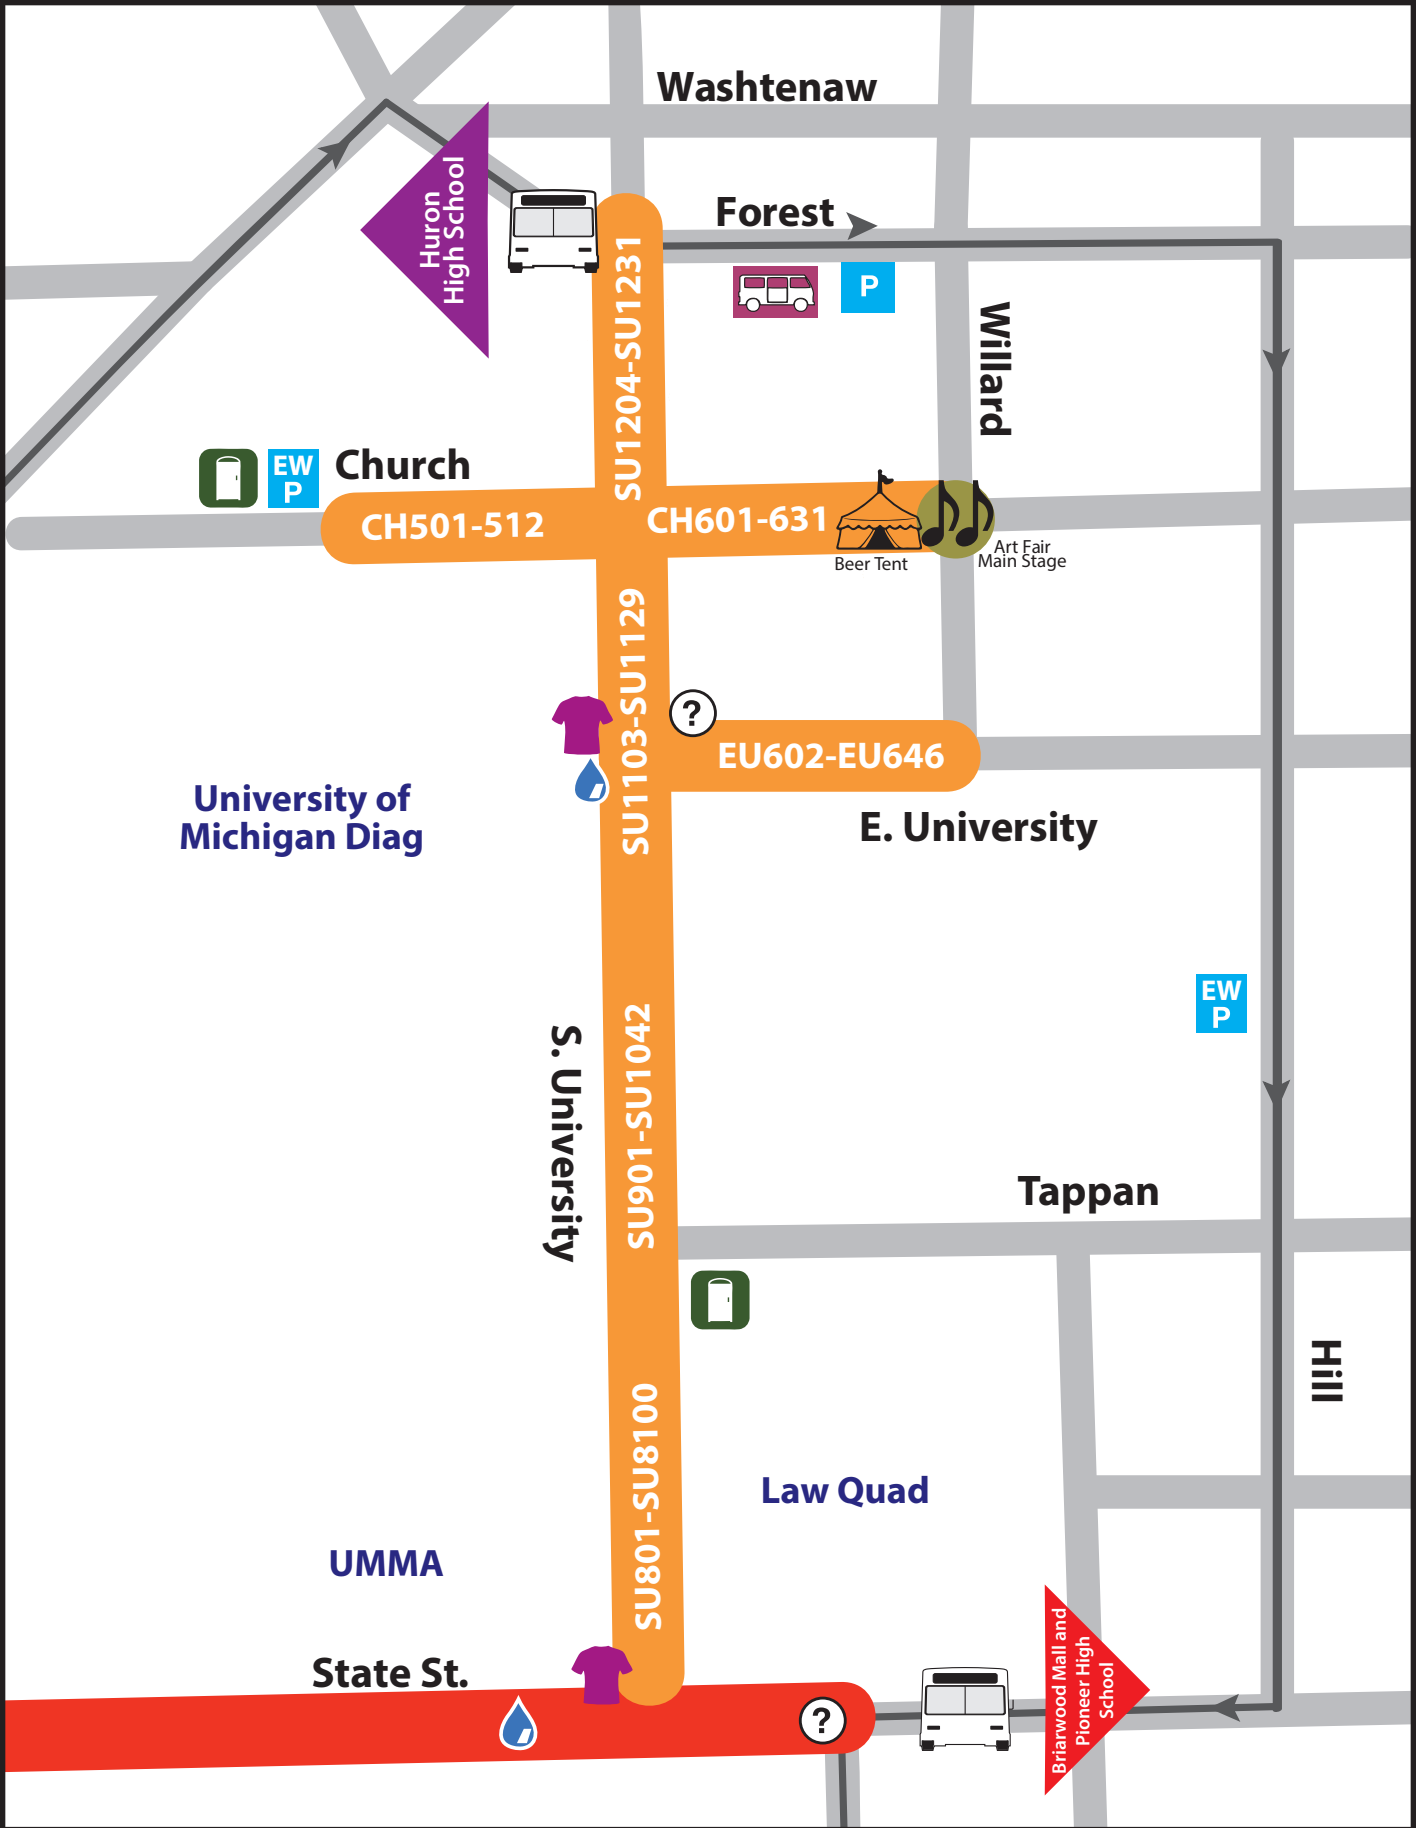 Washtenaw
Huron
High School
Forest
P
SU1204-SU1231
Willard
EW
P
Church
CH501-512
CH601-631
Beer Tent
Art Fair
Main Stage
SU1103-SU1129
?
EU602-EU646
University of
Michigan Diag
E. University
EW
P
SU901-SU1042
S. University
Tappan
Hill
SU801-SU8100
Law Quad
UMMA
State St.
?
Briarwood Mall and
Pioneer High
School